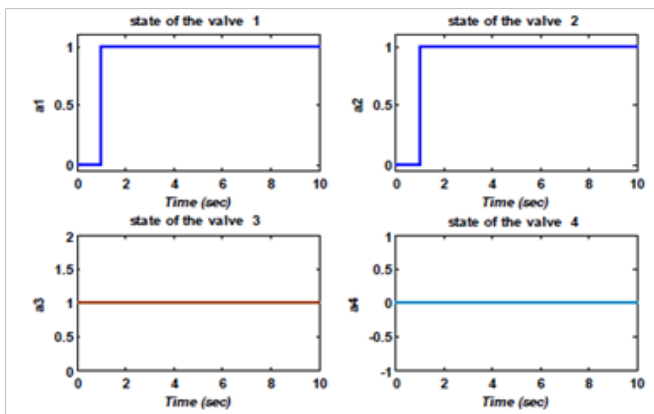 state of the valve 1
1
0.5
0
a1
0 2 4 6 8 10
Time (sec)
state of the valve 2
1
0.5
0
a2
0 2 4 6 8 10
Time (sec)
state of the valve 3
2
1.5
1
0.5
0
a3
0 2 4 6 8 10
Time (sec)
state of the valve 4
1
0.5
0
-0.5
-1
a4
0 2 4 6 8 10
Time (sec)